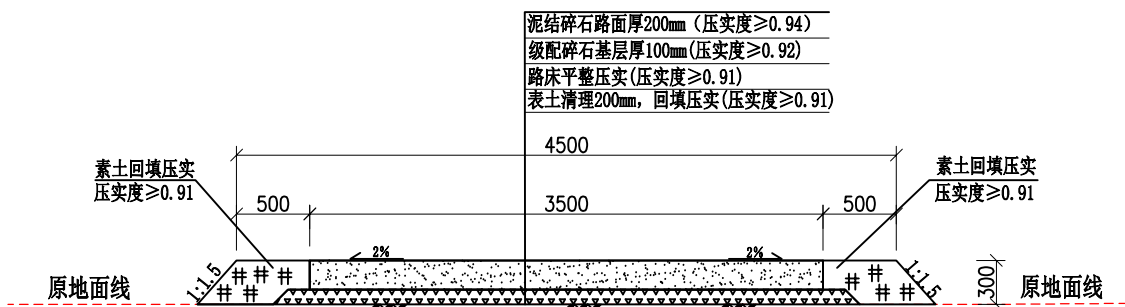 泥结碎石路面厚200mm（压实度≥0.94）
级配碎石基层厚100mm(压实度≥0.92)
路床平整压实(压实度≥0.91)
表土清理200mm，回填压实(压实度≥0.91)
4500
素土回填压实
压实度≥0.91
素土回填压实
压实度≥0.91
500
3500
500
2%
2%
1:1.5
1:1.5
300
原地面线
原地面线